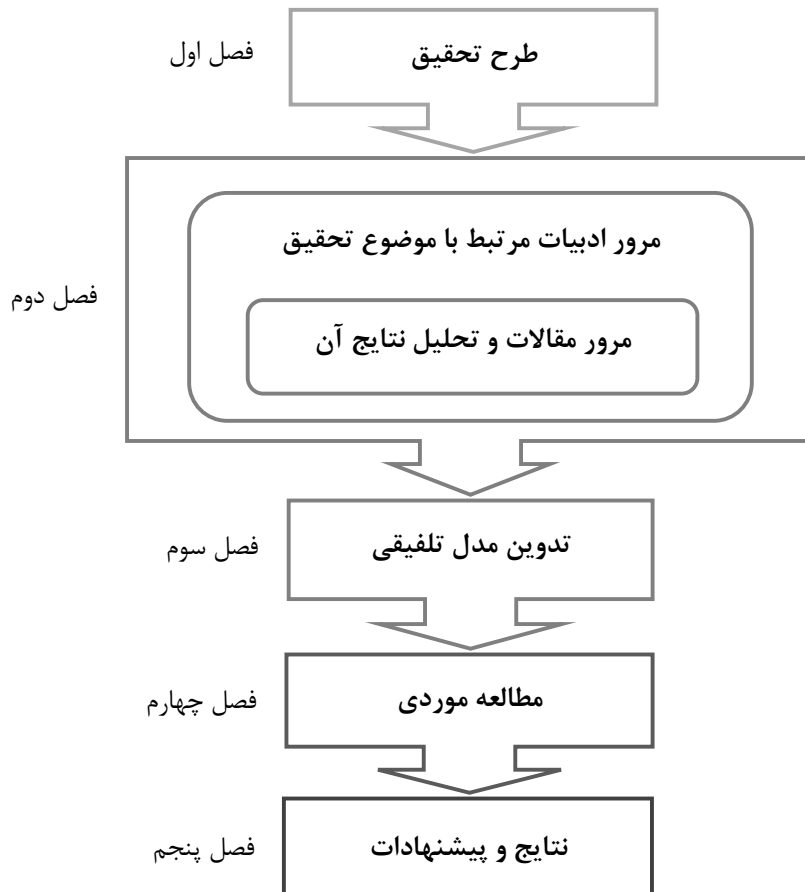 طرح تحقیق
فصل اول
مرور ادبیات مرتبط با موضوع تحقیق
مرور مقالات و تحلیل نتایج آن
فصل دوم
تدوین مدل تلفیقی
فصل سوم
مطالعه موردی
فصل چهارم
نتایج و پیشنهادات
فصل پنجم